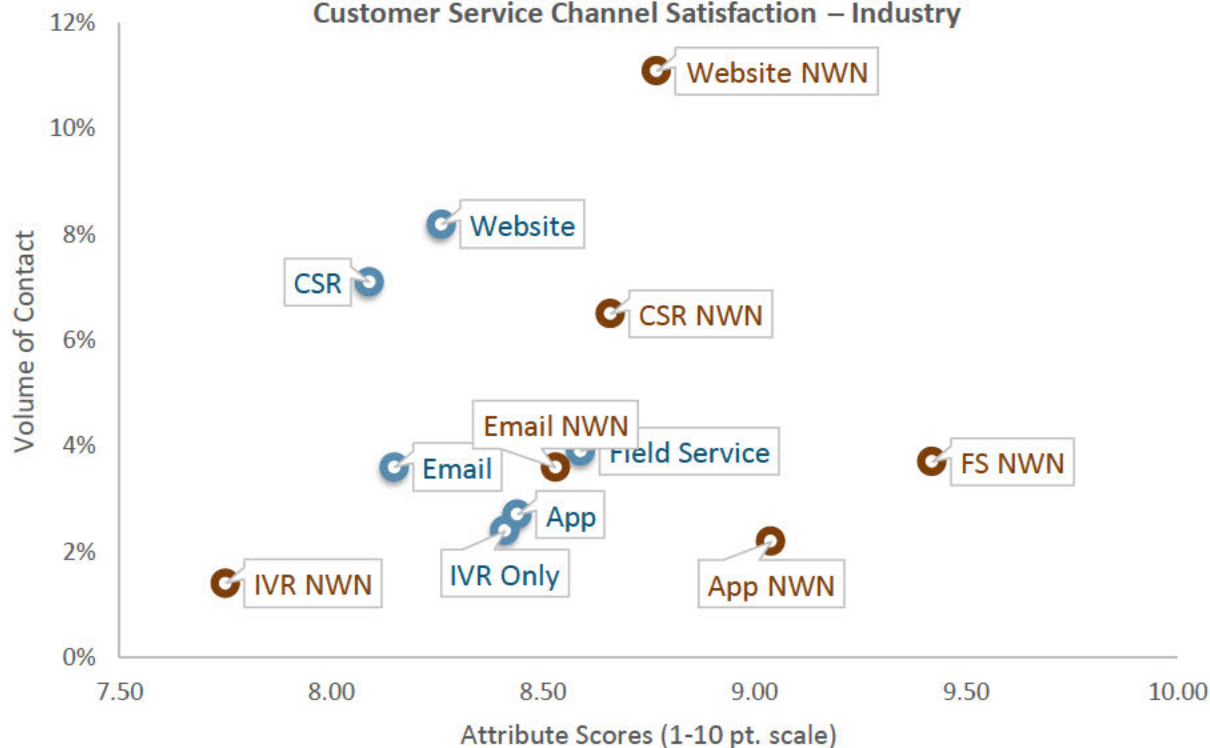 Customer Service Channel Satisfaction – Industry
12%
Website NWN
10%
8%
Website
CSR
CSR NWN
6%
Volume of Contact
Email NWN
4%
Field Service
FS NWN
Email
App
2%
IVR Only
IVR NWN
App NWN
0%
7.50 8.00 8.50 9.00 9.50 10.00
Attribute Scores (1-10 pt. scale)